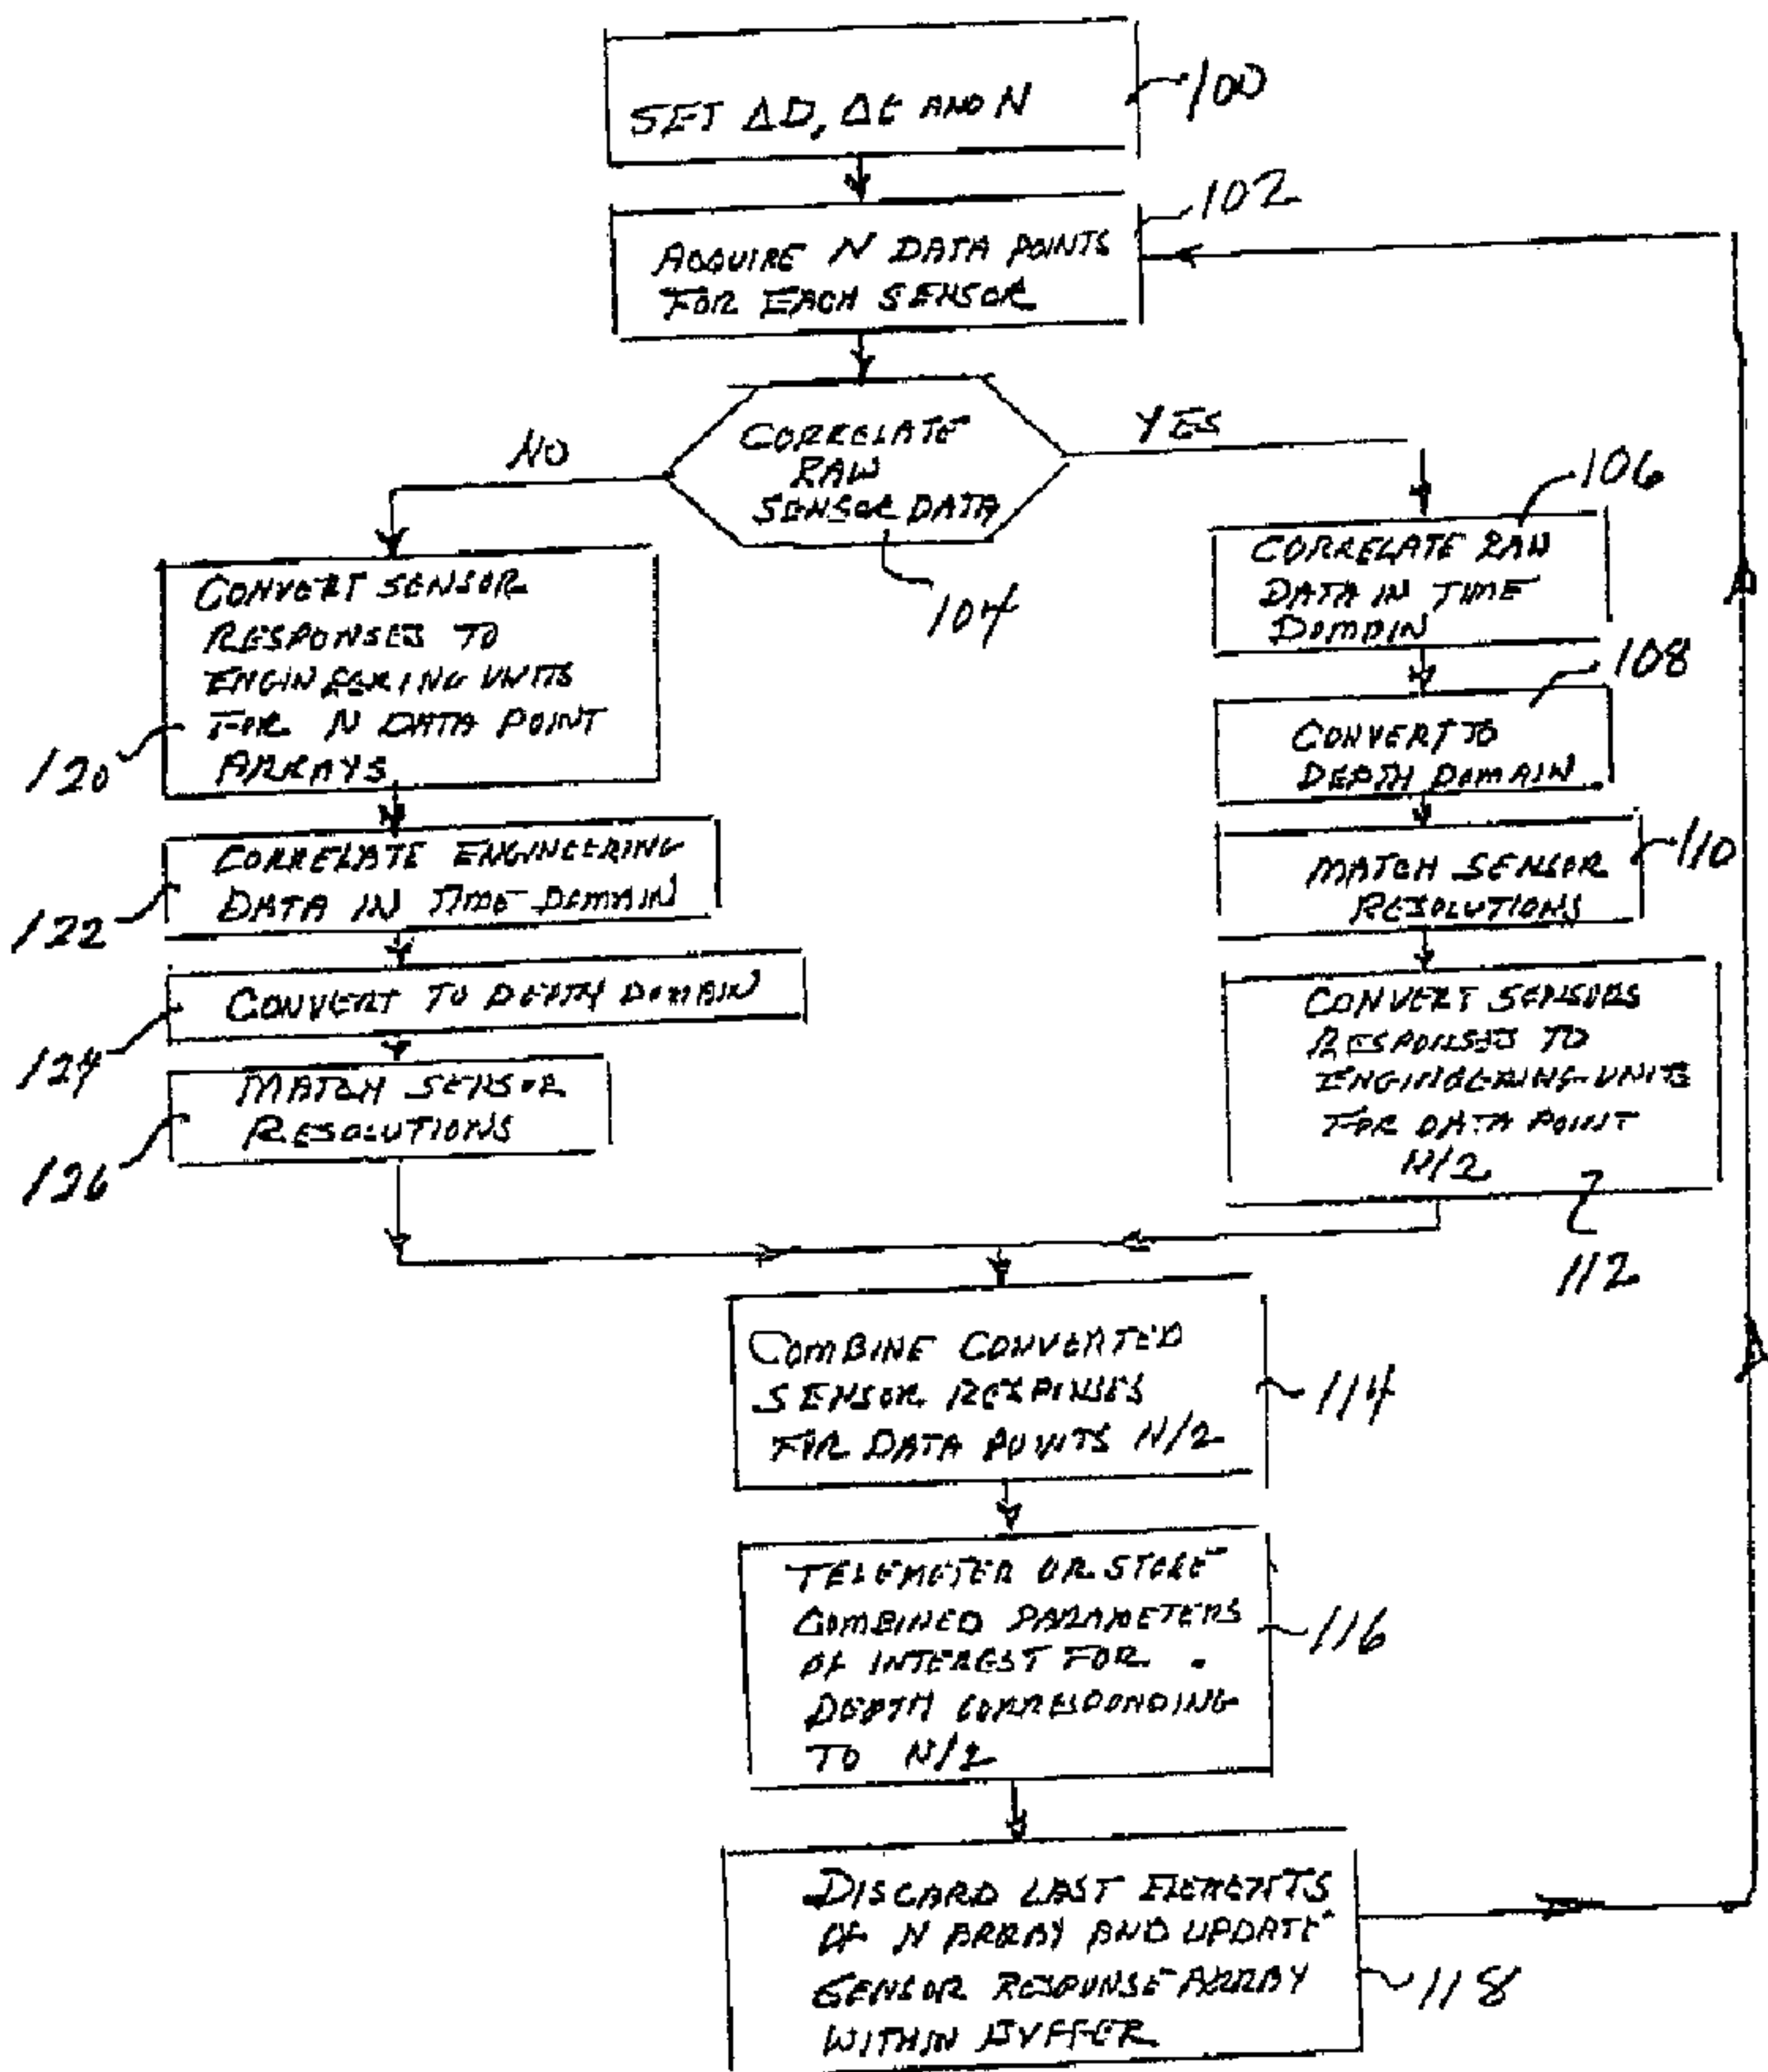 SET ΔD, Δt AND N
100
102
ACQUIRE N DATA POINTS
FOR EACH SENSOR
NO
CORRELATE
RAW
SENSOR DATA
YES
104
106
CORRELATE RAW
DATA IN TIME
DOMAIN
108
CONVERT TO
DEPTH DOMAIN
110
MATCH SENSOR
RESOLUTIONS
CONVERT SENSORS
RESPONSES TO
ENGINEERING UNITS
FOR DATA POINT
N/2
112
CONVERT SENSOR
RESPONSES TO
ENGINEERING UNITS
FOR N DATA POINT
ARRAYS
120
CORRELATE ENGINEERING
DATA IN TIME DOMAIN
122
CONVERT TO DEPTH DOMAIN
124
MATCH SENSOR
RESOLUTIONS
126
COMBINE CONVERTED
SENSOR RESPONSES
FOR DATA POINTS N/2
114
TELEMETER OR STORE
COMBINED PARAMETERS
OF INTEREST FOR
DEPTH CORRESPONDING
TO N/2
116
DISCARD LAST ELEMENTS
OF N ARRAY AND UPDATE
SENSOR RESPONSE ARRAY
WITHIN BUFFER
118